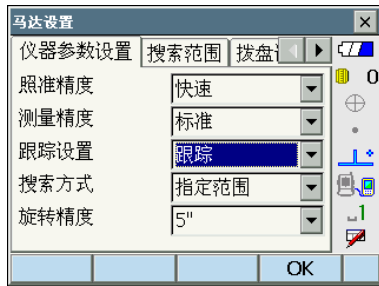 马达设置
仪器参数设置 搜索范围 拨盘
照准精度 快速
测量精度 标准
跟踪设置 跟踪
搜索方式 指定范围
旋转精度 5"
0
1
OK